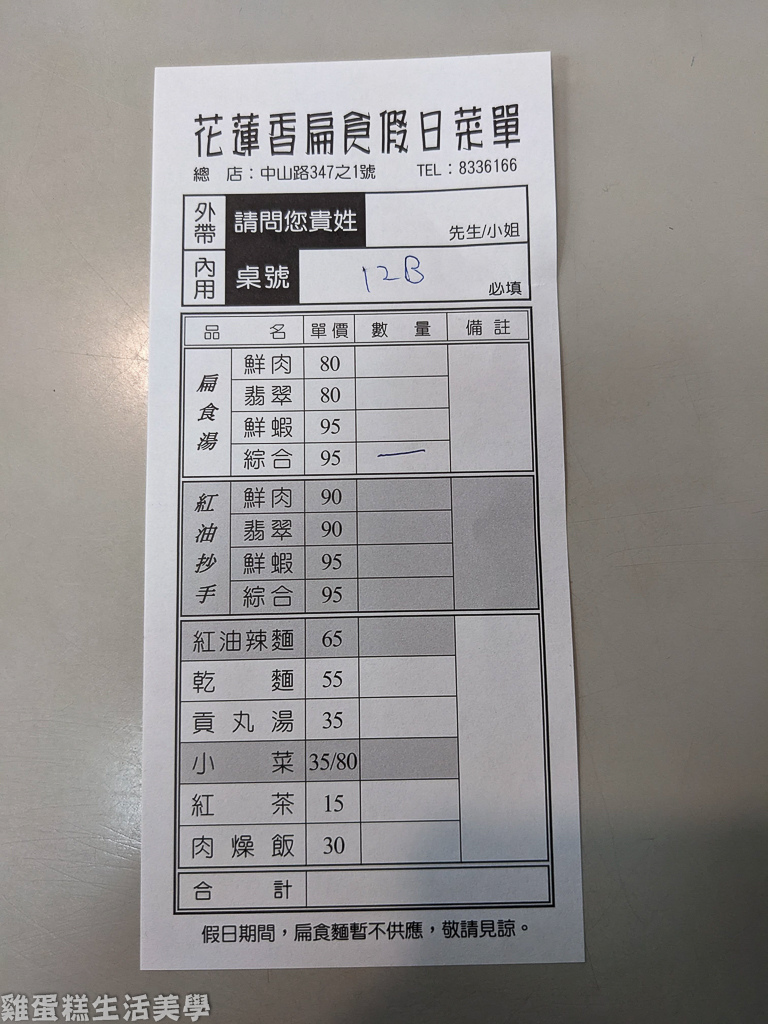 花蓮香扁食假日菜單
總 店：中山路347之1號 TEL：8336166
外帶 請問您貴姓 先生/小姐
內用 桌號 12B 必填
品名 單價 數量 備註
扁食湯
鮮肉 80
翡翠 80
鮮蝦 95
綜合 95 一
紅油抄手
鮮肉 90
翡翠 90
鮮蝦 95
綜合 95
紅油辣麵 65
乾麵 55
貢丸湯 35
小菜 35/80
紅茶 15
肉燥飯 30
合計
假日期間，扁食麵暫不供應，敬請見諒。
雞蛋糕生活美學